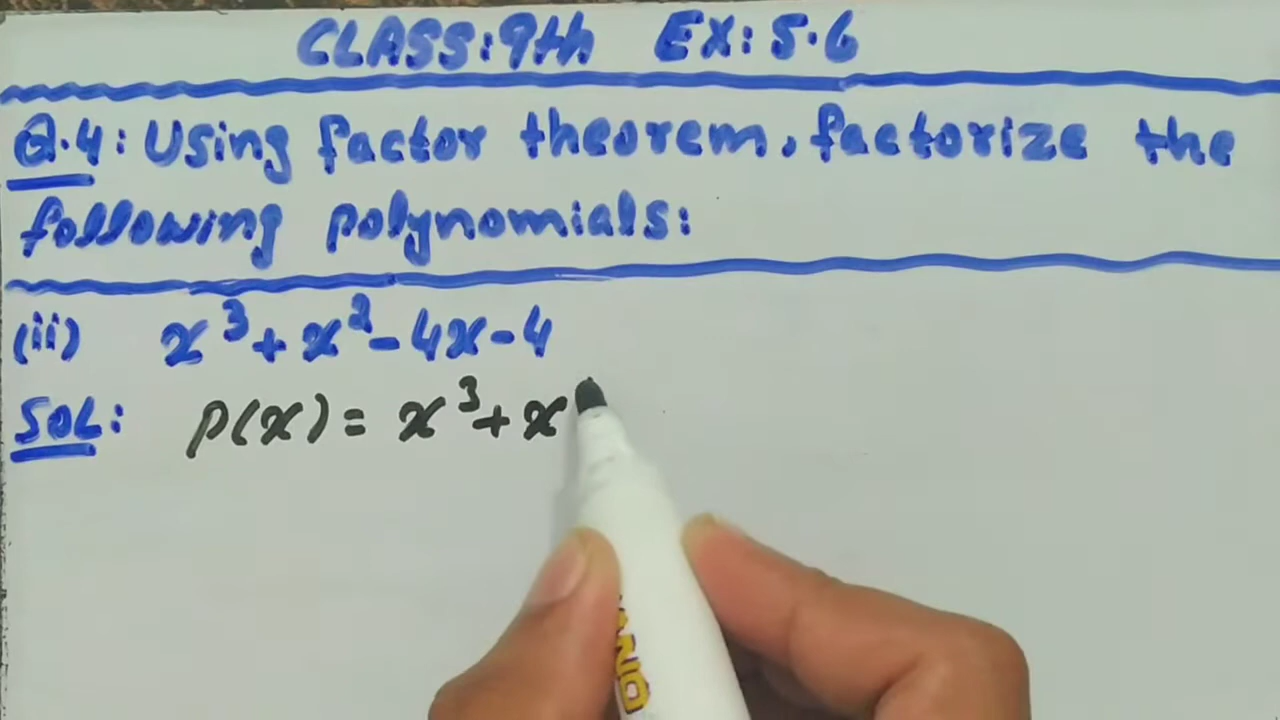 CLASS:9th EX:5.6
Q.4: Using factor theorem, factorize the
following polynomials:
(ii) x³+x²-4x-4
SOL: P(x)= x³+x